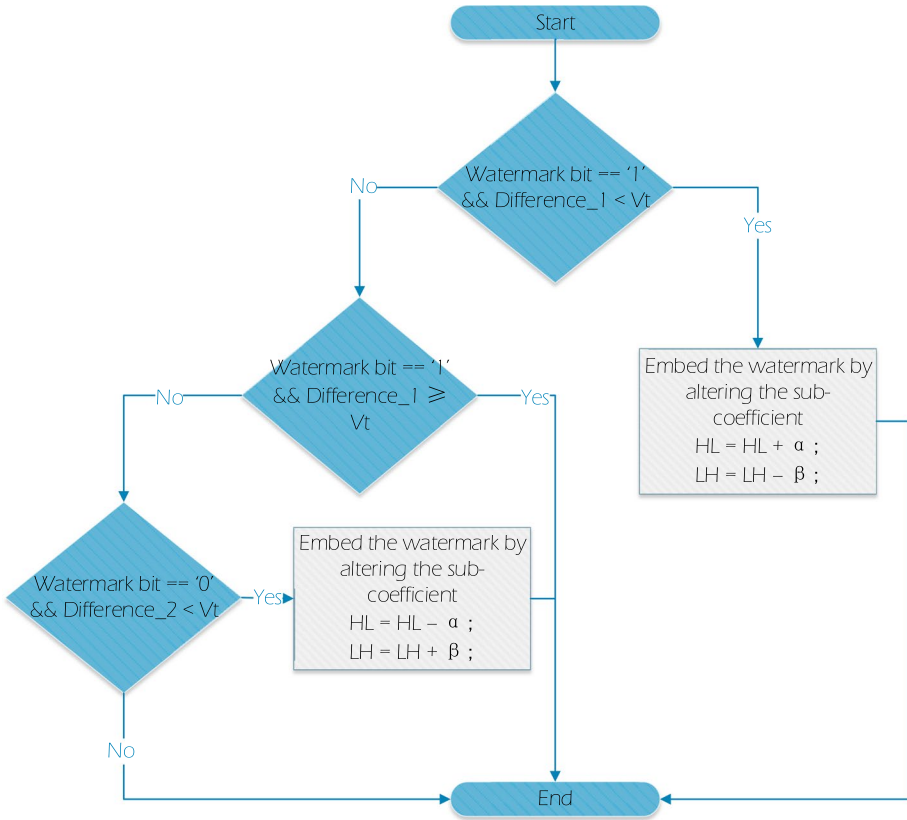 Start
Watermark bit == ‘1’
&& Difference_1 < Vt
No
Yes
Watermark bit == ‘1’
&& Difference_1 ≥
Vt
Embed the watermark by
altering the sub-
coefficient
HL = HL + α ;
LH = LH – β ;
No
Yes
Embed the watermark by
altering the sub-
coefficient
HL = HL – α ;
LH = LH + β ;
Watermark bit == ‘0’
&& Difference_2 < Vt
Yes
No
End